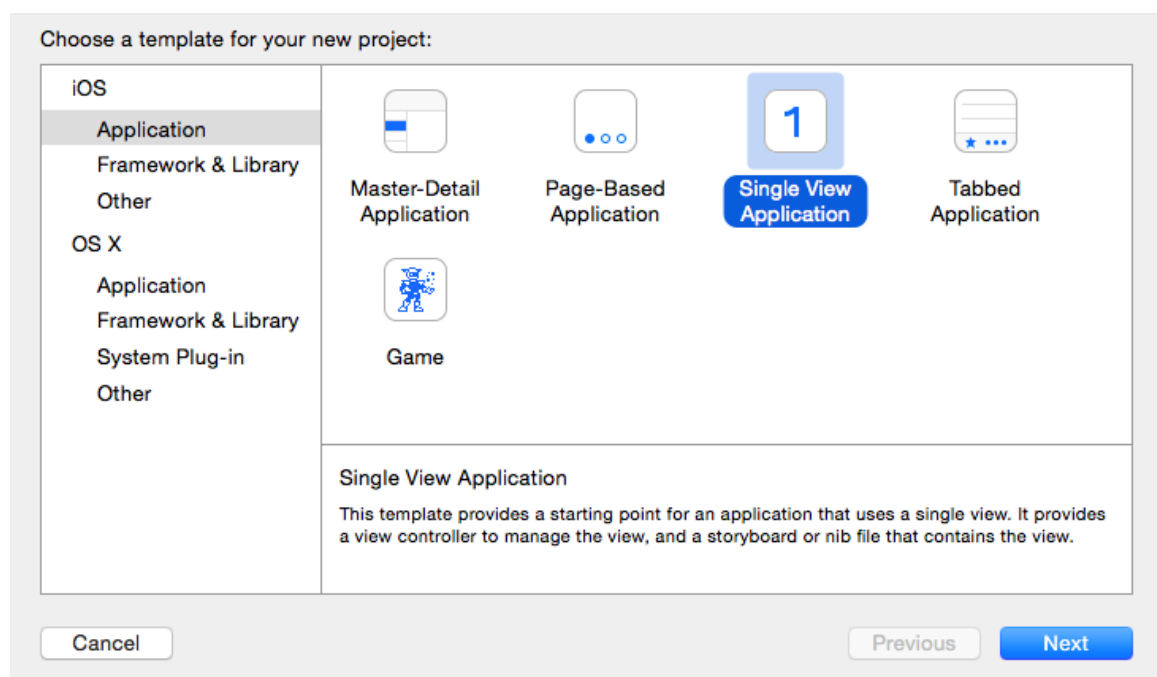 Choose a template for your new project:
iOS
Application
Framework & Library
Other
OS X
Application
Framework & Library
System Plug-in
Other
Master-Detail
Application
Page-Based
Application
1
Single View
Application
Tabbed
Application
Game
Single View Application
This template provides a starting point for an application that uses a single view. It provides
a view controller to manage the view, and a storyboard or nib file that contains the view.
Cancel
Previous
Next